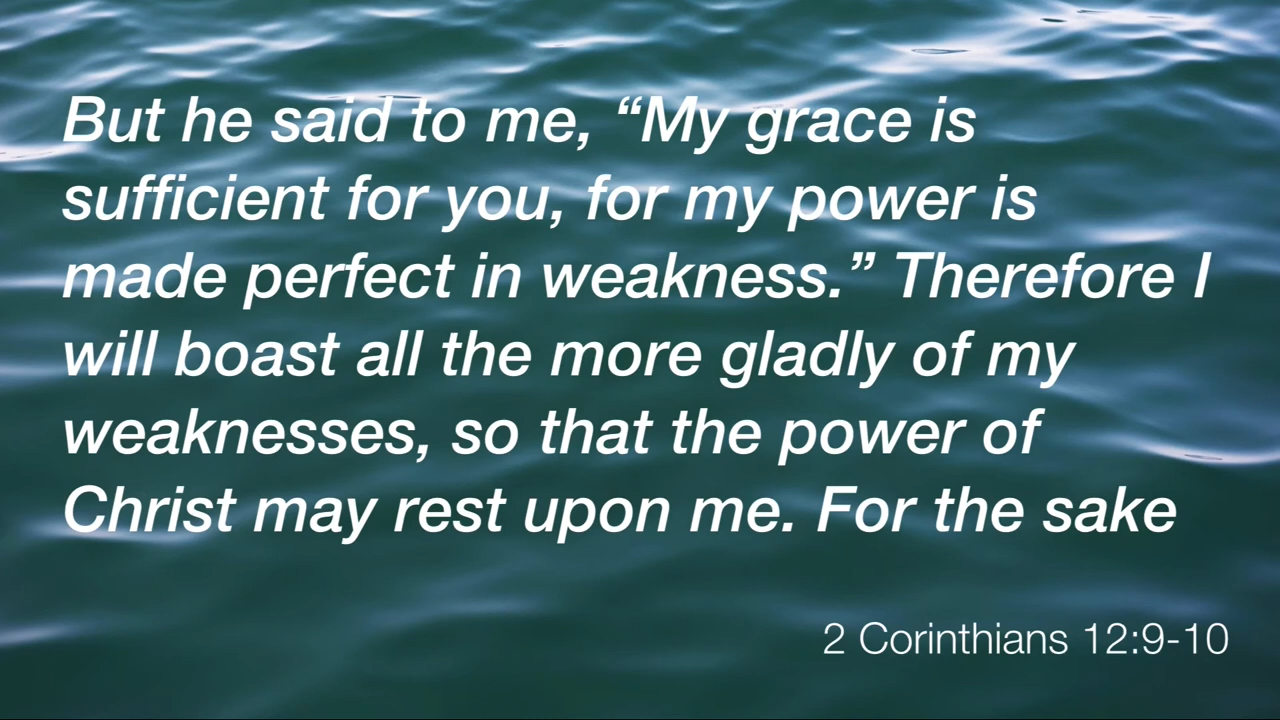 But he said to me, “My grace is
sufficient for you, for my power is
made perfect in weakness.” Therefore I
will boast all the more gladly of my
weaknesses, so that the power of
Christ may rest upon me. For the sake
2 Corinthians 12:9-10